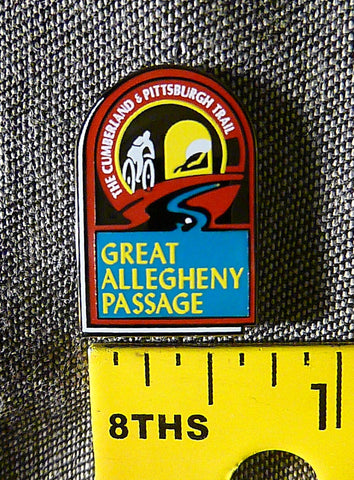 THE CUMBERLAND & PITTSBURGH TRAIL
GREAT
ALLEGHENY
PASSAGE
1
8THS